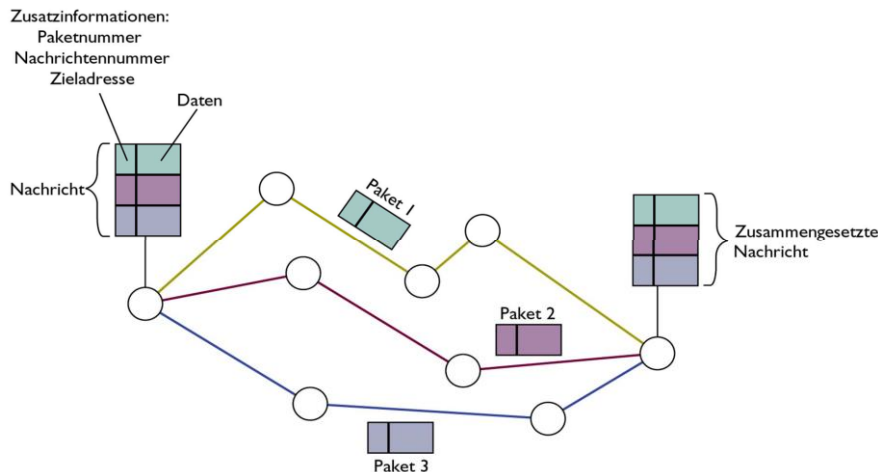 Zusatzinformationen:
Paketnummer
Nachrichtennummer
Zieladresse
Daten
Nachricht
Paket 1
Zusammengesetzte
Nachricht
Paket 2
Paket 3